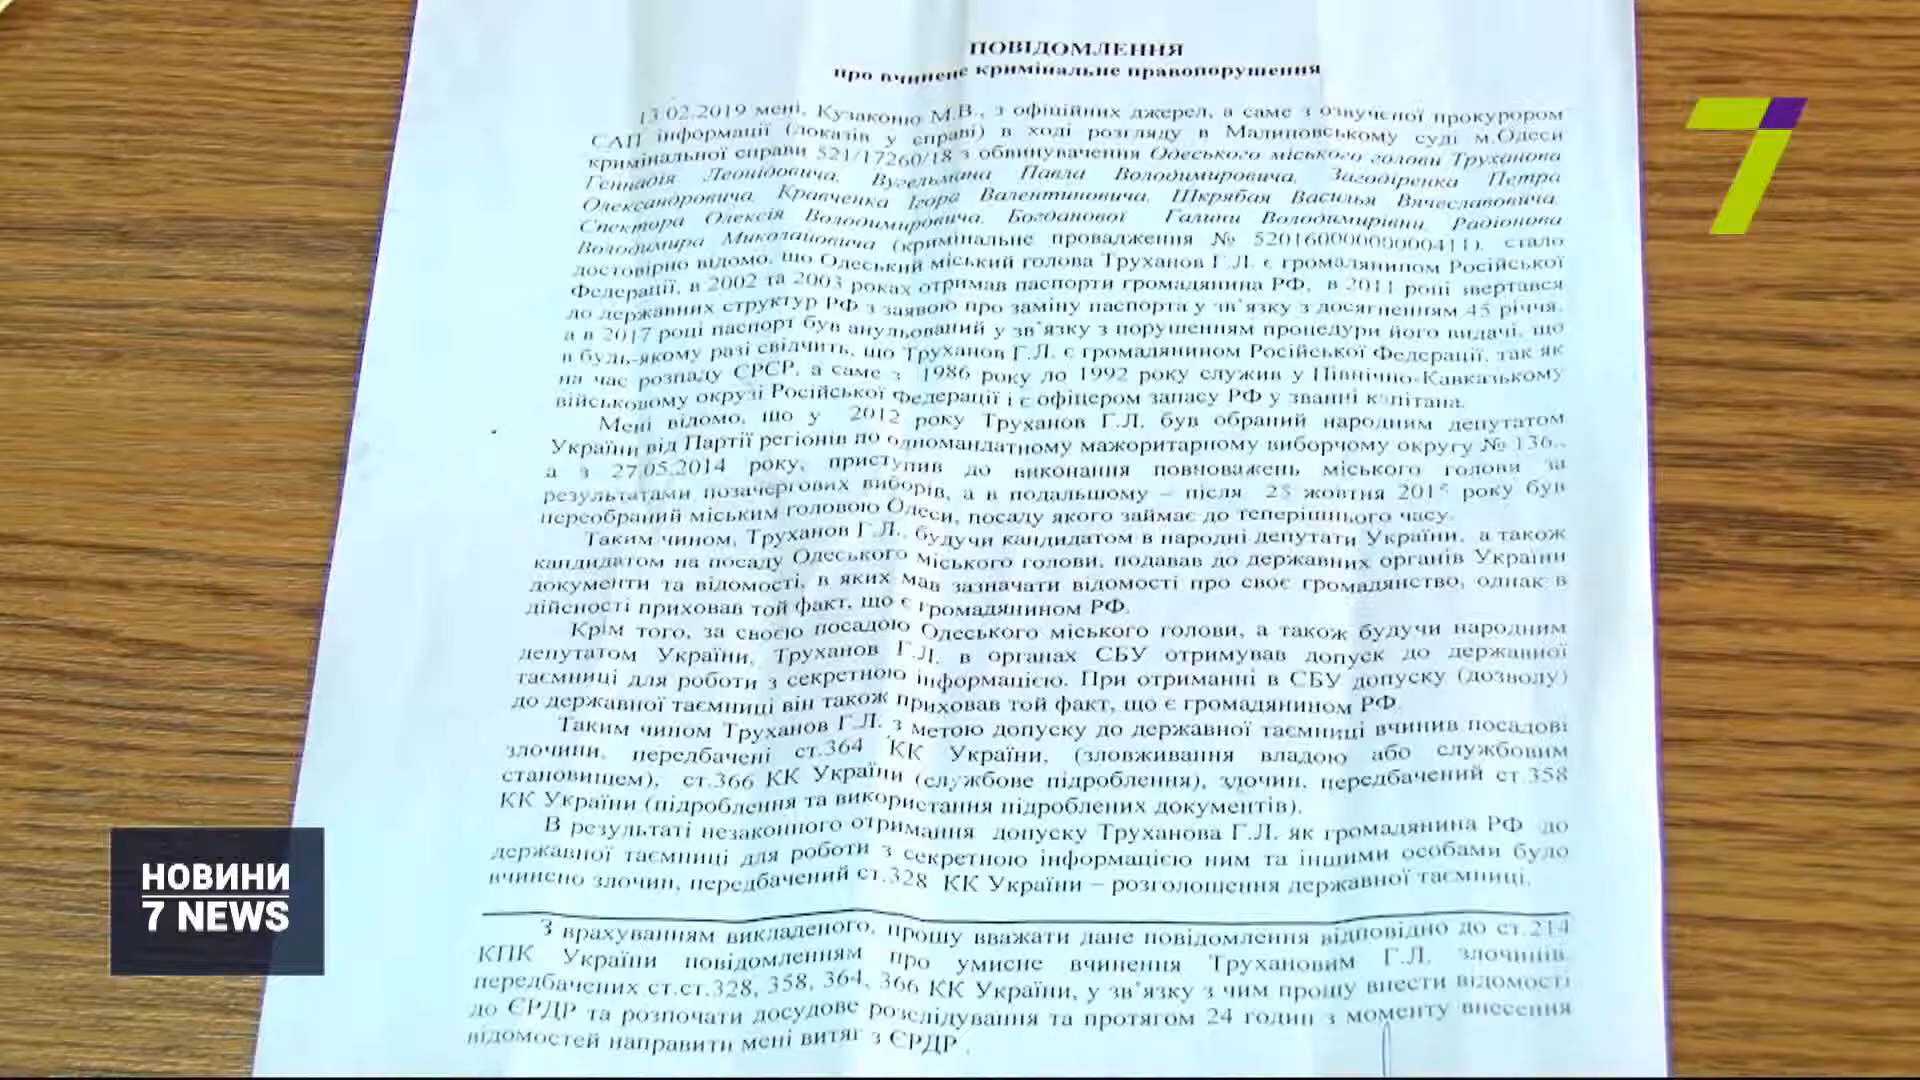 ПОВІДОМЛЕННЯ
про вчинене кримінальне правопорушення
13.02.2019 мені, Кузаконю М.В., з офіційних джерел, а саме з озвученої прокурором
САП інформації (доказів у справі) в ході розгляду в Малиновському суді м.Одеси
кримінальної справи 521/17260/18 з обвинувачення Одеського міського голови Труханова
Геннадія Леонідовича, Вугельмана Павла Володимировича, Загодіренка Петра
Олександровича, Кравченка Ігоря Валентиновича, Шкрябая Василья Вячеславовича,
Спектора Олексія Володимировича, Богданової Галини Володимирівни, Радіонова
Володимира Миколайовича (кримінальне провадження № 52016000000000411), стало
достовірно відомо, що Одеський міський голова Труханов Г.Л. є громадянином Російської
Федерації, в 2002 та 2003 роках отримав паспорти громадянина РФ, в 2011 році звертався
до державних структур РФ з заявою про заміну паспорта у зв'язку з досягненням 45 річчя,
а в 2017 році паспорт був анульований у зв'язку з порушенням процедури його видачі, що
в будь-якому разі свідчить, що Труханов Г.Л. є громадянином Російської Федерації, так як
на час розпаду СРСР, а саме з 1986 року до 1992 року служив у Північно-Кавказькому
військовому окрузі Російської Федерації і є офіцером запасу РФ у званні капітана.
Мені відомо, що у 2012 року Труханов Г.Л. був обраний народним депутатом
України від Партії регіонів по одномандатному мажоритарному виборчому округу № 136.,
а з 27.05.2014 року, приступив до виконання повноважень міського голови за
результатами позачергових виборів, а в подальшому – після 25 жовтня 2015 року був
переобраний міським головою Одеси, посаду якого займає до теперішнього часу.
Таким чином, Труханов Г.Л., будучи кандидатом в народні депутати України, а також
кандидатом на посаду Одеського міського голови, подавав до державних органів України
документи та відомості, в яких мав зазначати відомості про своє громадянство, однак в
дійсності приховав той факт, що є громадянином РФ.
Крім того, за своєю посадою Одеського міського голови, а також будучи народним
депутатом України, Труханов Г.Л. в органах СБУ отримував допуск до державної
таємниці для роботи з секретною інформацією. При отриманні в СБУ допуску (дозволу)
до державної таємниці він також приховав той факт, що є громадянином РФ.
Таким чином Труханов Г.Л. з метою допуску до державної таємниці вчинив посадові
злочини, передбачені ст.364 КК України, (зловживання владою або службовим
становищем), ст.366 КК України (службове підроблення), злочин, передбачений ст.358
КК України (підроблення та використання підроблених документів).
В результаті незаконного отримання допуску Труханова Г.Л. як громадянина РФ до
державної таємниці для роботи з секретною інформацією ним та іншими особами було
вчинено злочин, передбачений ст.328 КК України – розголошення державної таємниці.
З врахуванням викладеного, прошу вважати дане повідомлення відповідно до ст.214
КПК України повідомленням про умисне вчинення Трухановим Г.Л. злочинів,
передбачених ст.ст.328, 358, 364, 366 КК України, у зв'язку з чим прошу внести відомості
до ЄРДР та розпочати досудове розслідування та протягом 24 годин з моменту внесення
відомостей направити мені витяг з ЄРДР.
7
НОВИНИ
7 NEWS